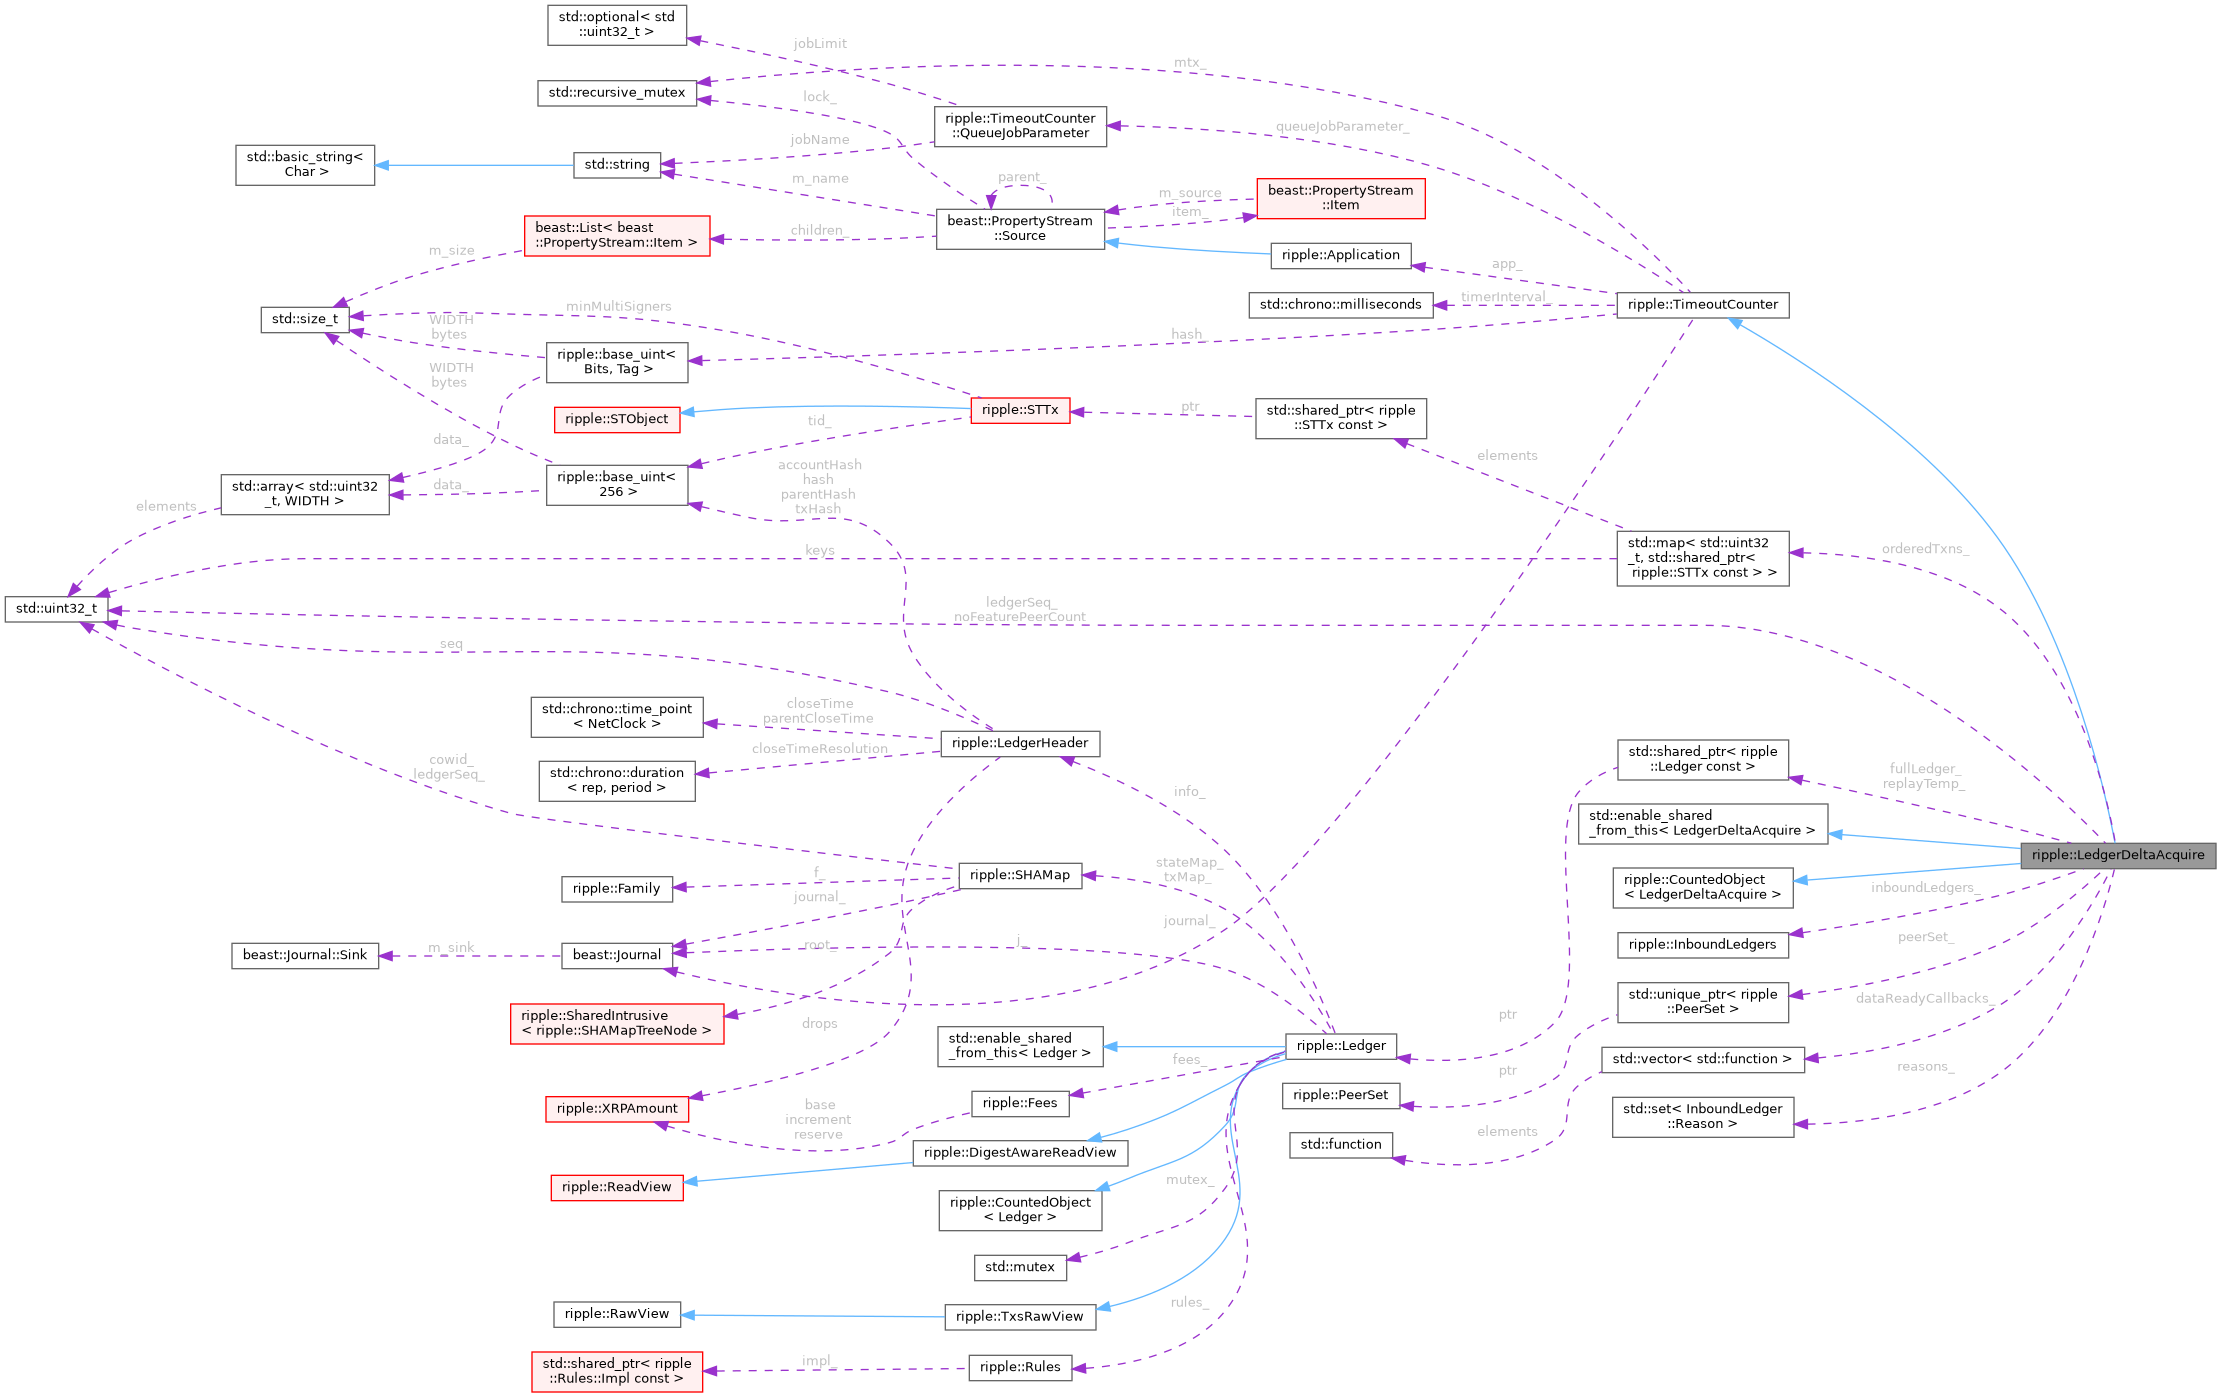 std::optional< std
::uint32_t >
jobLimit
mtx_
std::recursive_mutex
lock_
ripple::TimeoutCounter
::QueueJobParameter
queueJobParameter_
std::basic_string<
Char >
std::string
jobName
m_name
parent_
m_source
item_
beast::PropertyStream
::Item
beast::PropertyStream
::Source
beast::List< beast
::PropertyStream::Item >
children_
m_size
ripple::Application
app_
std::chrono::milliseconds
timerInterval_
ripple::TimeoutCounter
std::size_t
minMultiSigners
WIDTH
bytes
hash_
ripple::base_uint<
Bits, Tag >
WIDTH
bytes
ripple::STObject
ripple::STTx
ptr
std::shared_ptr< ripple
::STTx const >
tid_
data_
elements
accountHash
hash
parentHash
txHash
ripple::base_uint<
256 >
std::array< std::uint32
_t, WIDTH >
data_
elements
keys
std::map< std::uint32
_t, std::shared_ptr<
ripple::STTx const > >
orderedTxns_
std::uint32_t
ledgerSeq_
noFeaturePeerCount
seq
std::chrono::time_point
< NetClock >
closeTime
parentCloseTime
ripple::LedgerHeader
closeTimeResolution
std::chrono::duration
< rep, period >
std::shared_ptr< ripple
::Ledger const >
fullLedger_
replayTemp_
cowid_
ledgerSeq_
info_
std::enable_shared
_from_this< LedgerDeltaAcquire >
ripple::LedgerDeltaAcquire
stateMap_
txMap_
ripple::SHAMap
f_
ripple::Family
journal_
ripple::CountedObject
< LedgerDeltaAcquire >
inboundLedgers_
journal_
ripple::InboundLedgers
peerSet_
beast::Journal::Sink
m_sink
beast::Journal
root_
j_
std::unique_ptr< ripple
::PeerSet >
dataReadyCallbacks_
ripple::SharedIntrusive
< ripple::SHAMapTreeNode >
drops
ptr
std::enable_shared
_from_this< Ledger >
ripple::Ledger
fees_
std::vector< std::function >
reasons_
ptr
ripple::PeerSet
ripple::Fees
ripple::XRPAmount
base
increment
reserve
std::set< InboundLedger
::Reason >
elements
std::function
ripple::DigestAwareReadView
ripple::ReadView
mutex_
ripple::CountedObject
< Ledger >
std::mutex
rules_
ripple::RawView
ripple::TxsRawView
std::shared_ptr< ripple
::Rules::Impl const >
impl_
ripple::Rules